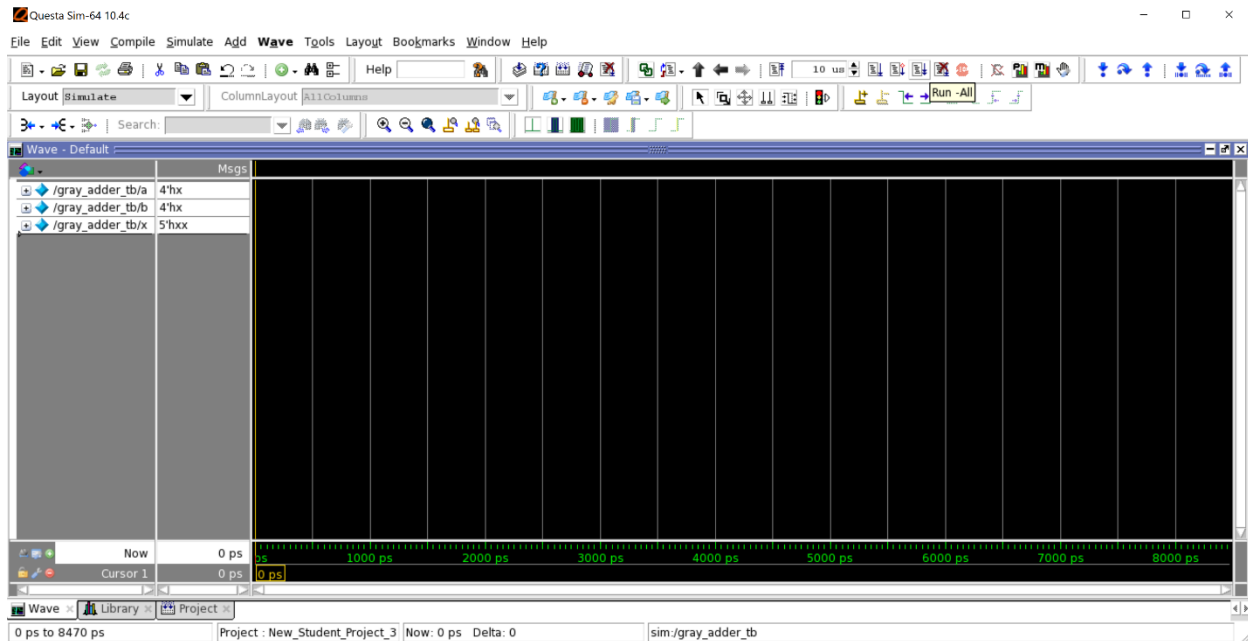 Questa Sim-64 10.4c
File Edit View Compile Simulate Add Wave Tools Layout Bookmarks Window Help
Help 10 us
Layout Simulate ColumnLayout AllColumns Run -All
Search:
Wave - Default
Msgs
/gray_adder_tb/a 4'hx
/gray_adder_tb/b 4'hx
/gray_adder_tb/x 5'hxx
Now 0 ps ps 1000 ps 2000 ps 3000 ps 4000 ps 5000 ps 6000 ps 7000 ps 8000 ps
Cursor 1 0 ps 0 ps
Wave Library Project
0 ps to 8470 ps Project : New_Student_Project_3 Now: 0 ps Delta: 0 sim:/gray_adder_tb